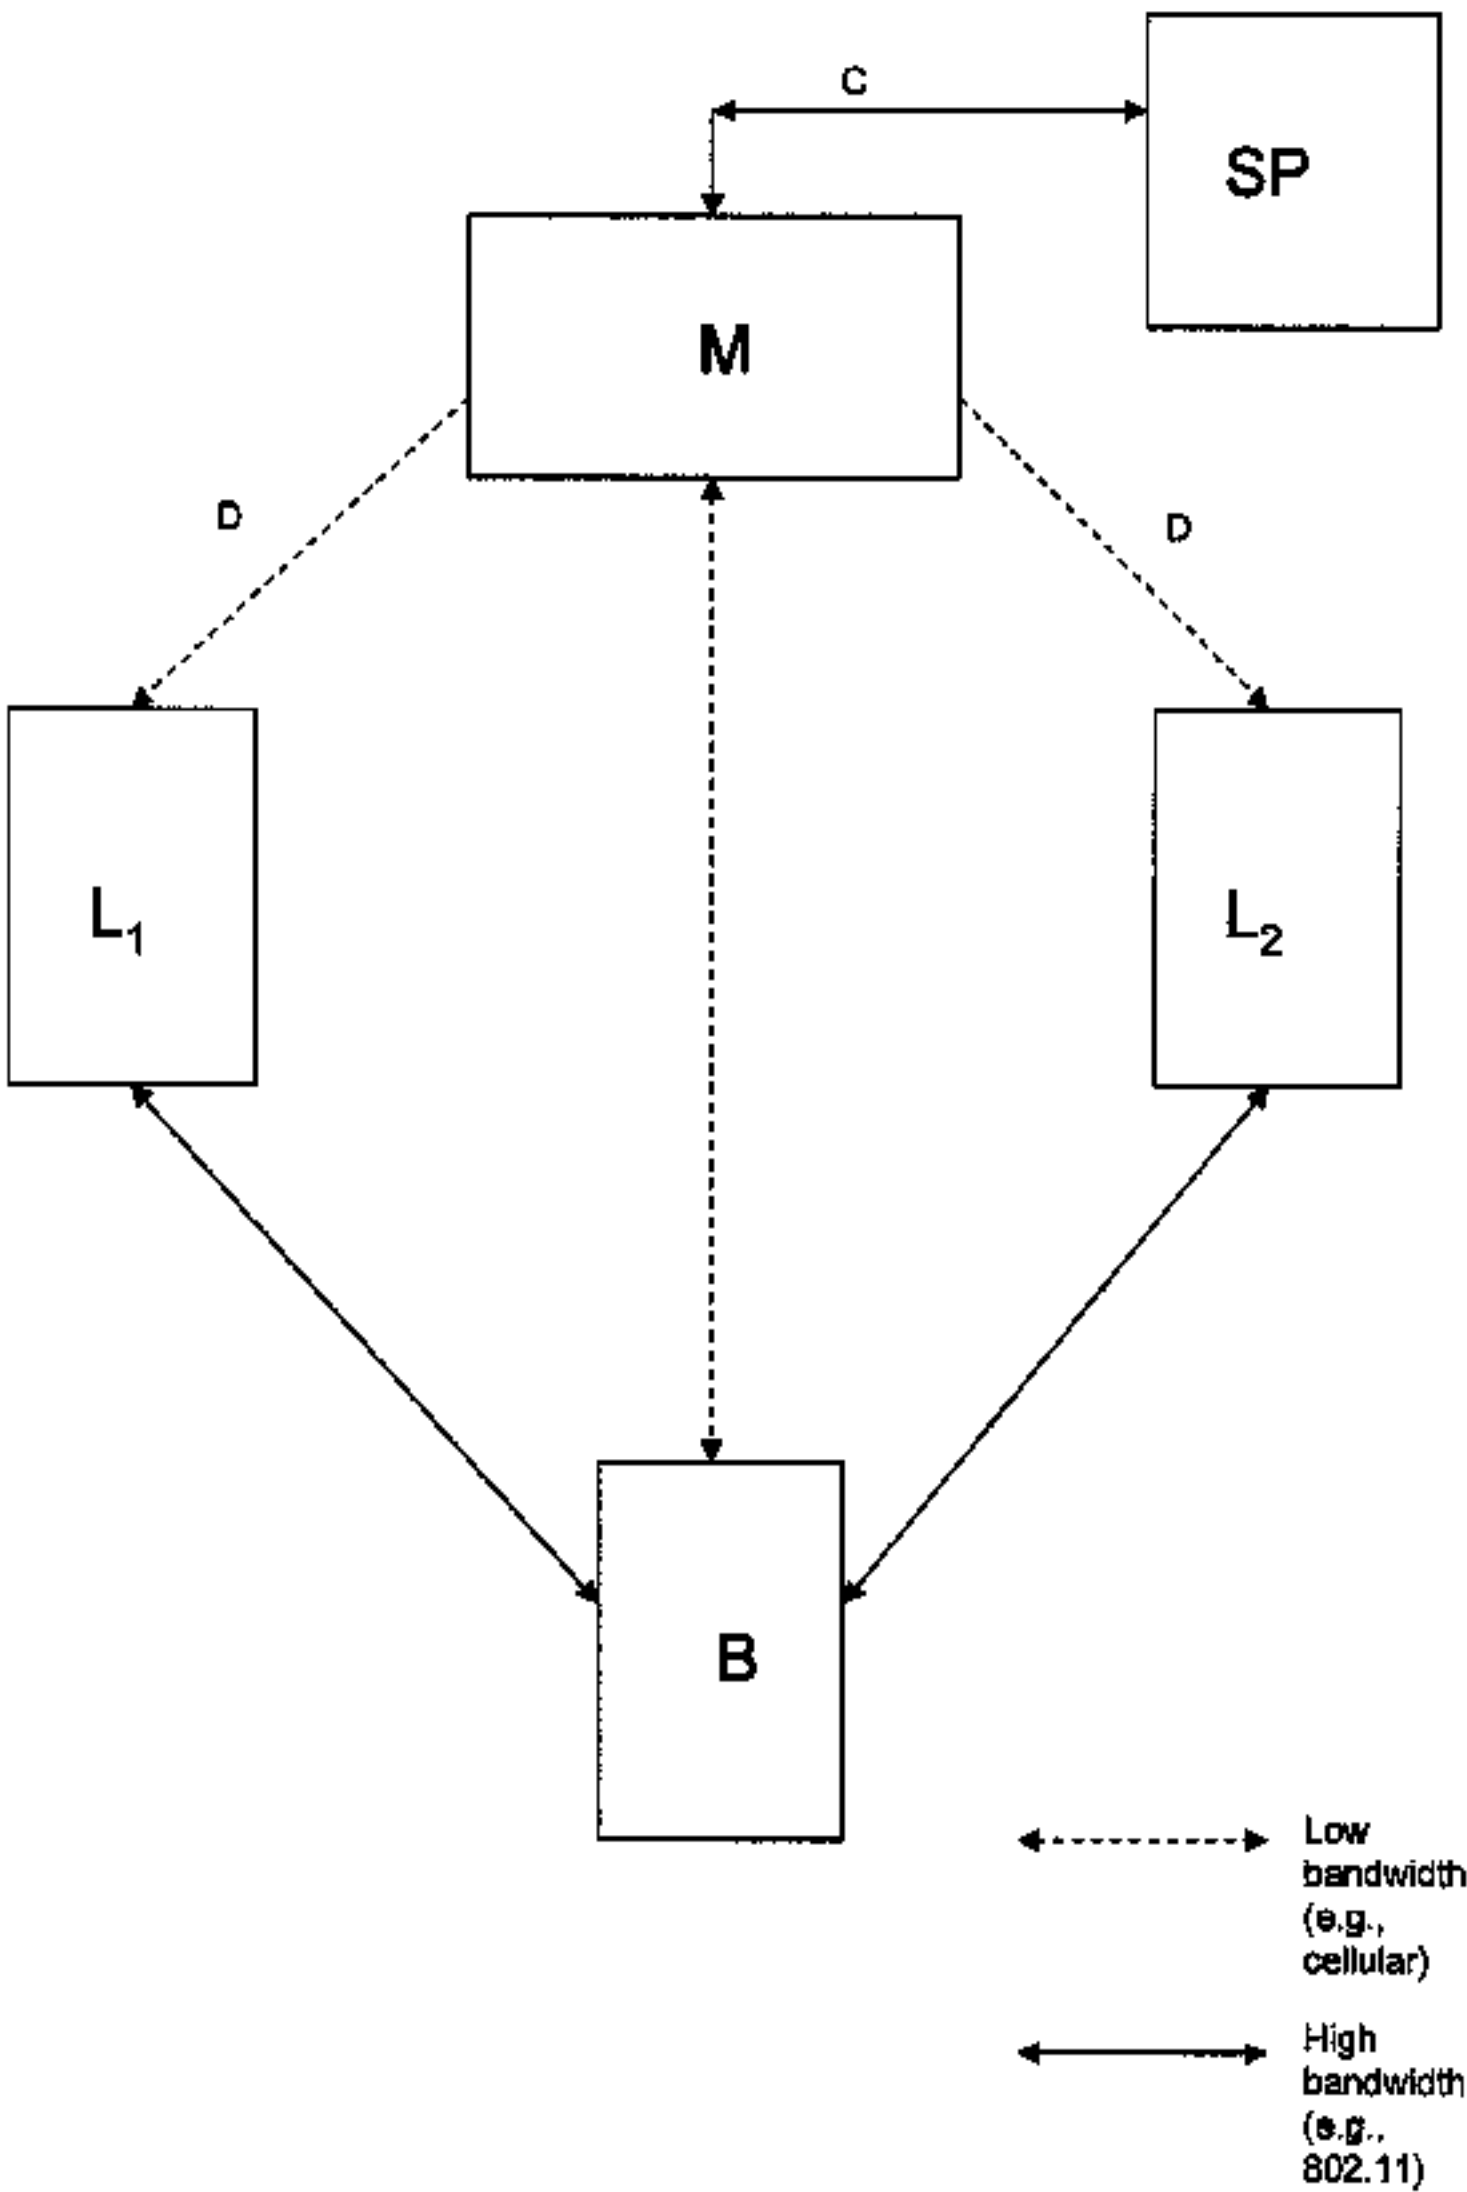 C
SP
M
D
D
L1
L2
B
Low
bandwidth
(e.g.,
cellular)
High
bandwidth
(e.g.,
802.11)